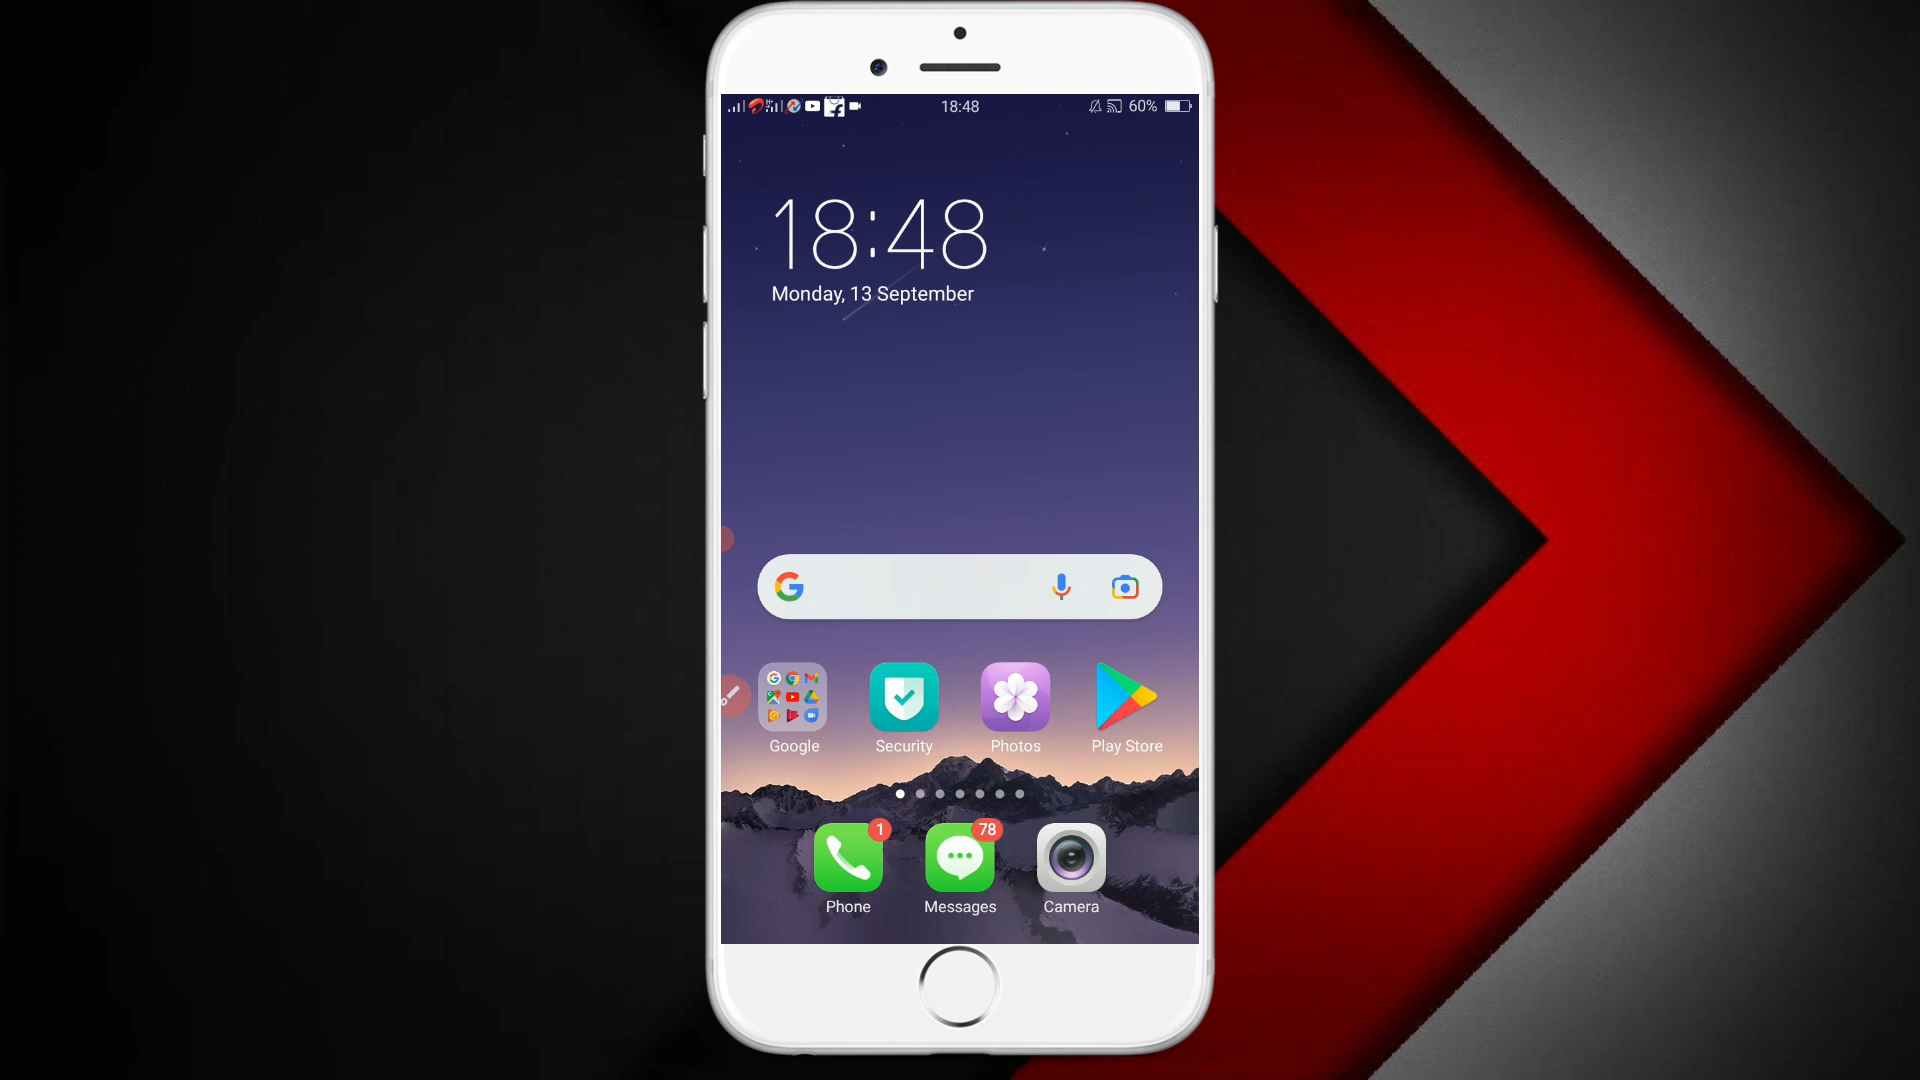 18:48 60%
18:48
Monday, 13 September
Google Security Photos Play Store
1 78
Phone Messages Camera